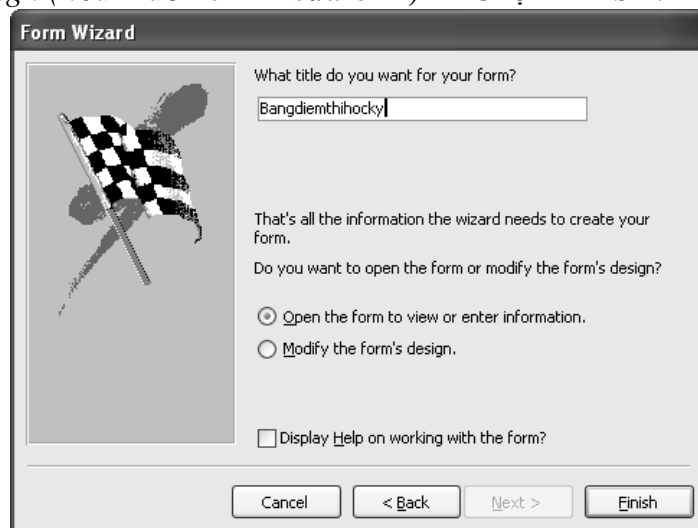 Form Wizard
What title do you want for your form?
Bangdiemthihocky
That's all the information the wizard needs to create your
form.
Do you want to open the form or modify the form's design?
Open the form to view or enter information.
Modify the form's design.
Display Help on working with the form?
Cancel
< Back
Next >
Finish